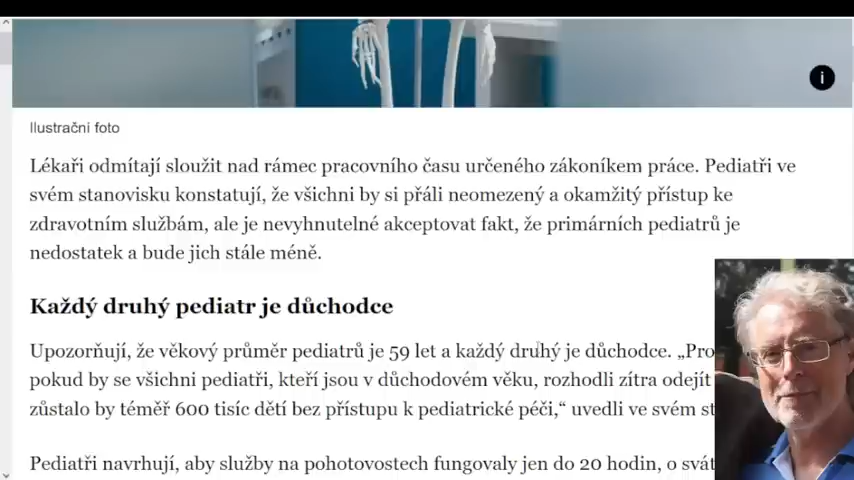 i
Ilustrační foto
Lékaři odmítají sloužit nad rámec pracovního času určeného zákoníkem práce. Pediatři ve
svém stanovisku konstatují, že všichni by si přáli neomezený a okamžitý přístup ke
zdravotním službám, ale je nevyhnutelné akceptovat fakt, že primárních pediatrů je
nedostatek a bude jich stále méně.
Každý druhý pediatr je důchodce
Upozorňují, že věkový průměr pediatrů je 59 let a každý druhý je důchodce. „Pro
pokud by se všichni pediatři, kteří jsou v důchodovém věku, rozhodli zítra odejít
zůstalo by téměř 600 tisíc dětí bez přístupu k pediatrické péči,“ uvedli ve svém st
Pediatři navrhují, aby služby na pohotovostech fungovaly jen do 20 hodin, o svát